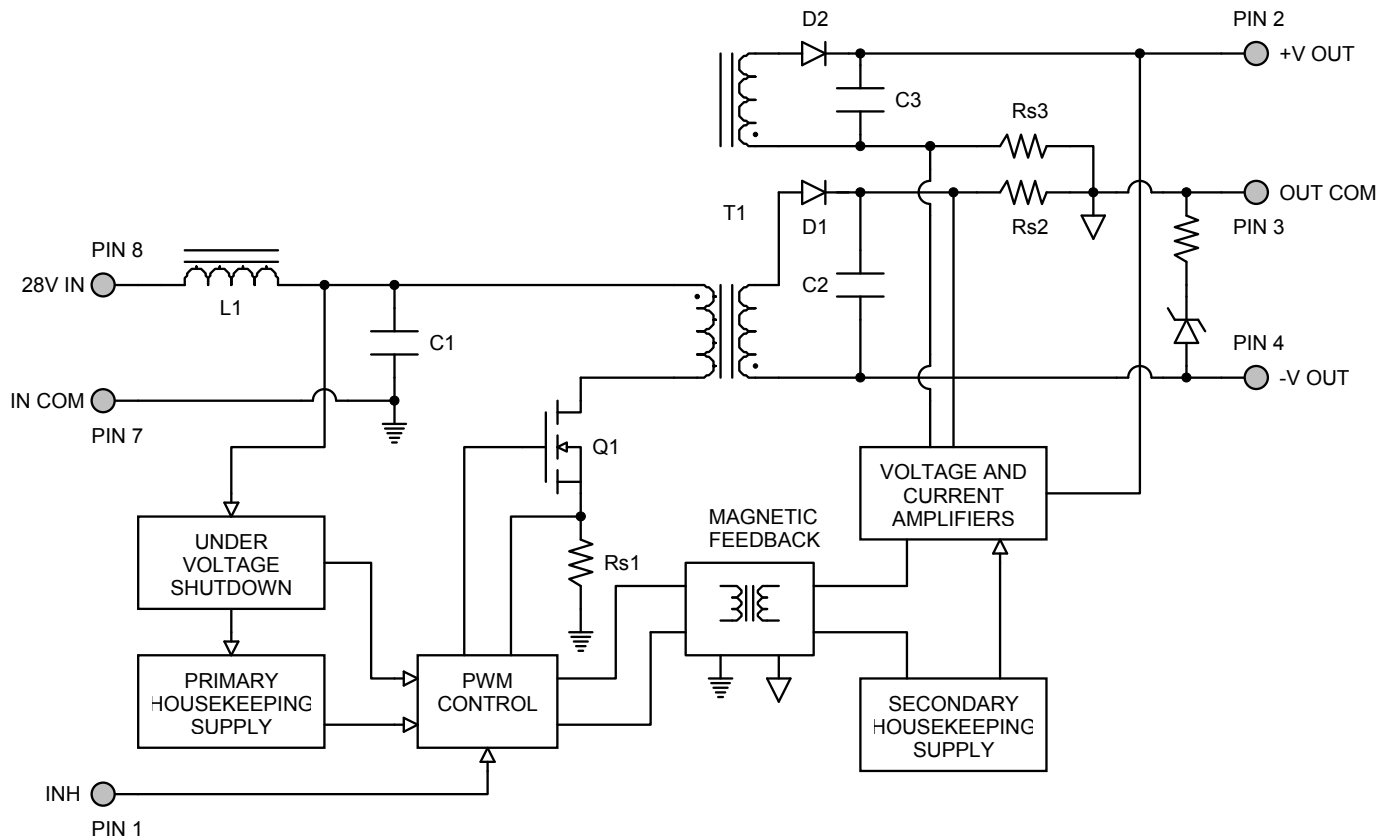 D2
PIN 2
+V OUT
C3
Rs3
T1
D1
Rs2
OUT COM
PIN 3
PIN 8
28V IN
L1
C1
C2
PIN 4
-V OUT
IN COM
PIN 7
Q1
VOLTAGE AND
CURRENT
AMPLIFIERS
MAGNETIC
FEEDBACK
UNDER
VOLTAGE
SHUTDOWN
Rs1
PRIMARY
HOUSEKEEPING
SUPPLY
PWM
CONTROL
SECONDARY
HOUSEKEEPING
SUPPLY
INH
PIN 1